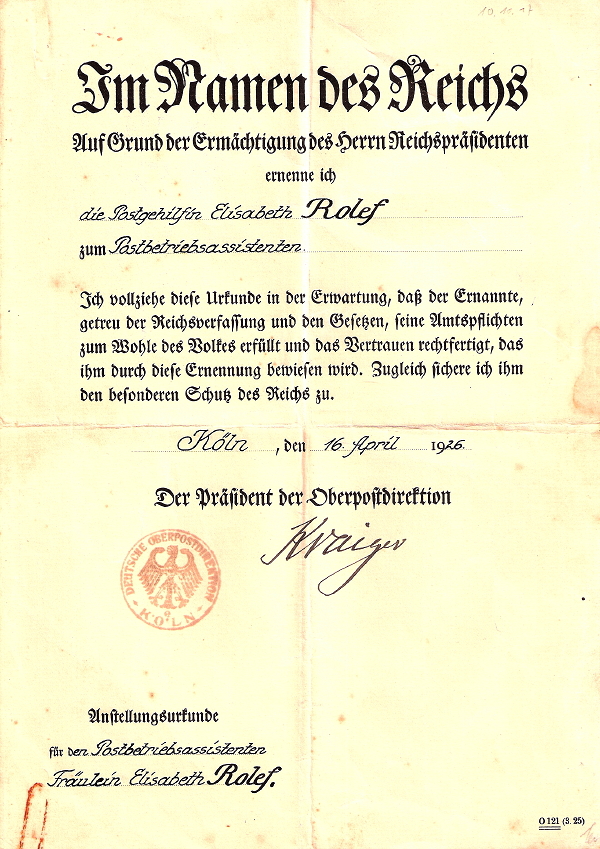 10.11.17
Im Namen des Reichs
Auf Grund der Ermächtigung des Herrn Reichspräsidenten
ernenne ich
die Postgehilfin Elisabeth Rolef
zum Postbetriebsassistenten.
Ich vollziehe diese Urkunde in der Erwartung, daß der Ernannte,
getreu der Reichsverfassung und den Gesetzen, seine Amtspflichten
zum Wohle des Volkes erfüllt und das Vertrauen rechtfertigt, das
ihm durch diese Ernennung bewiesen wird. Zugleich sichere ich ihm
den besonderen Schutz des Reichs zu.
Köln, den 16. April 1926.
Der Präsident der Oberpostdirektion
DEUTSCHE OBERPOSTDIREKTION
KÖLN
Anstellungsurkunde
für den Postbetriebsassistenten
Fräulein Elisabeth Rolef.
O 121 (3. 25)